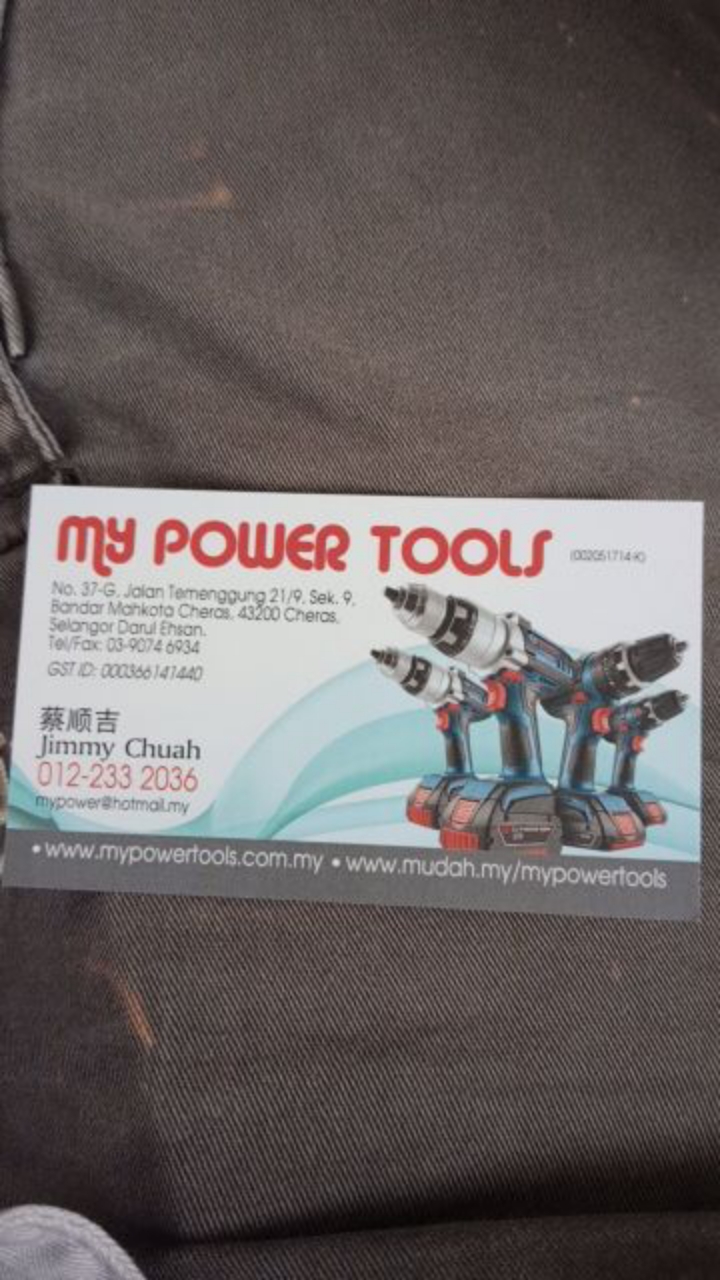 MY POWER TOOLS (002051714-K)
No. 37-G, Jalan Temenggung 21/9, Sek. 9,
Bandar Mahkota Cheras, 43200 Cheras,
Selangor Darul Ehsan.
Tel/Fax: 03-9074 6934
GST ID: 000366141440
蔡顺吉
Jimmy Chuah
012-233 2036
mypower@hotmail.my
• www.mypowertools.com.my • www.mudah.my/mypowertools